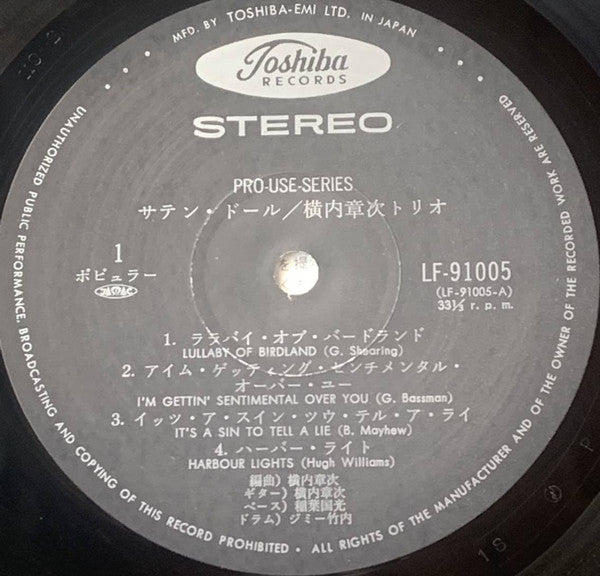 MFD. BY TOSHIBA-EMI LTD. IN JAPAN
Toshiba
RECORDS
STEREO
PRO-USE-SERIES
サテン・ドール／横内章次トリオ
1
ポピュラー
LF-91005
(LF-91005-A)
33⅓ r. p. m.
1. ララバイ・オブ・バードランド
LULLABY OF BIRDLAND (G. Shearing)
2. アイム・ゲッティング・センチメンタル・
オーバー・ユー
I'M GETTIN' SENTIMENTAL OVER YOU (G. Bassman)
3. イッツ・ア・スイン・ツウ・テル・ア・ライ
IT'S A SIN TO TELL A LIE (B. Mayhew)
4. ハーバー・ライト
HARBOUR LIGHTS (Hugh Williams)
編曲) 横内章次
ギター) 横内章次
ベース) 稲葉国光
ドラム) ジミー竹内
UNAUTHORIZED PUBLIC PERFORMANCE, BROADCASTING AND COPYING OF THIS RECORD PROHIBITED • ALL RIGHTS OF THE MANUFACTURER AND OF THE OWNER OF THE RECORDED WORK ARE RESERVED
1S
P